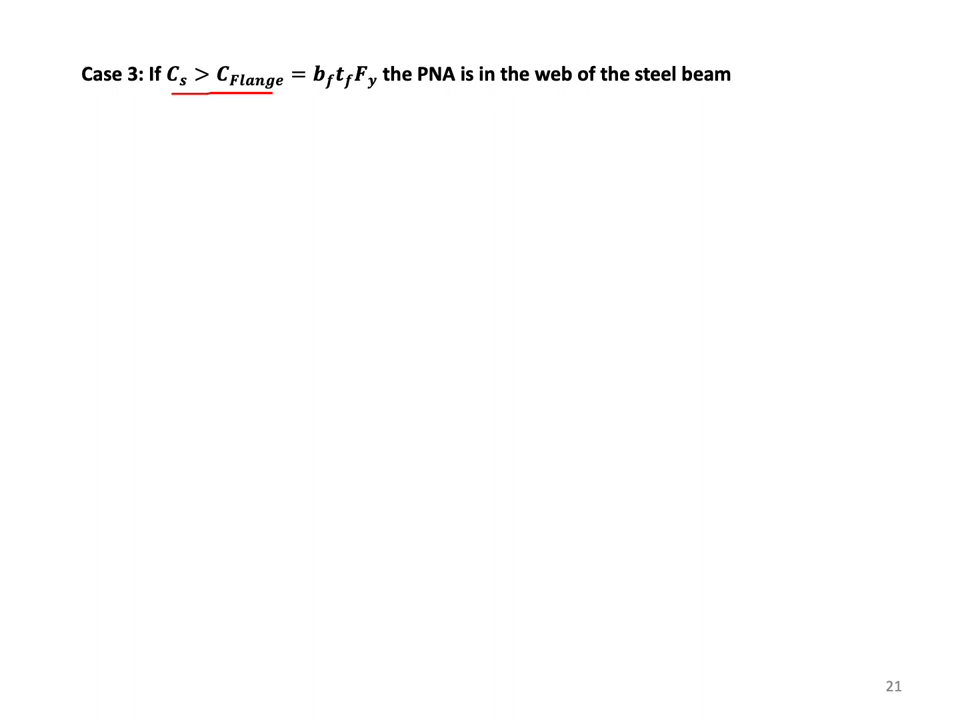 Case 3: If 𝑪𝒔 > 𝑪𝑭𝒍𝒂𝒏𝒈𝒆 = 𝒃𝒇𝒕𝒇𝑭𝒚 the PNA is in the web of the steel beam
21